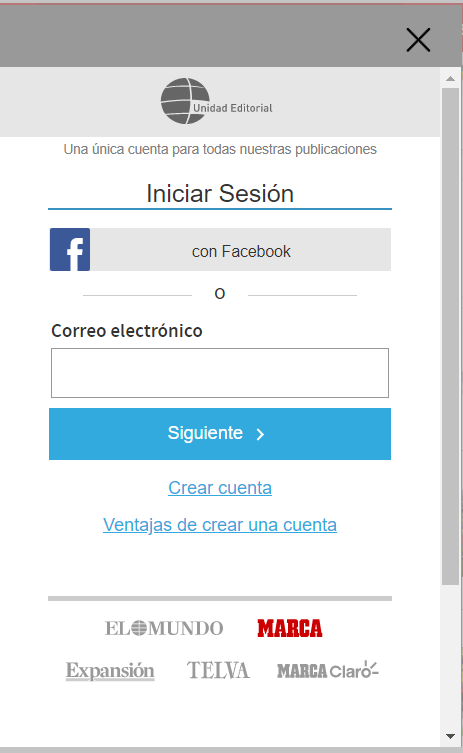 Unidad Editorial
Una única cuenta para todas nuestras publicaciones
Iniciar Sesión
f con Facebook
O
Correo electrónico
Siguiente
Crear cuenta
Ventajas de crear una cuenta
EL MUNDO MARCA
Expansión TELVA MARCA Claro